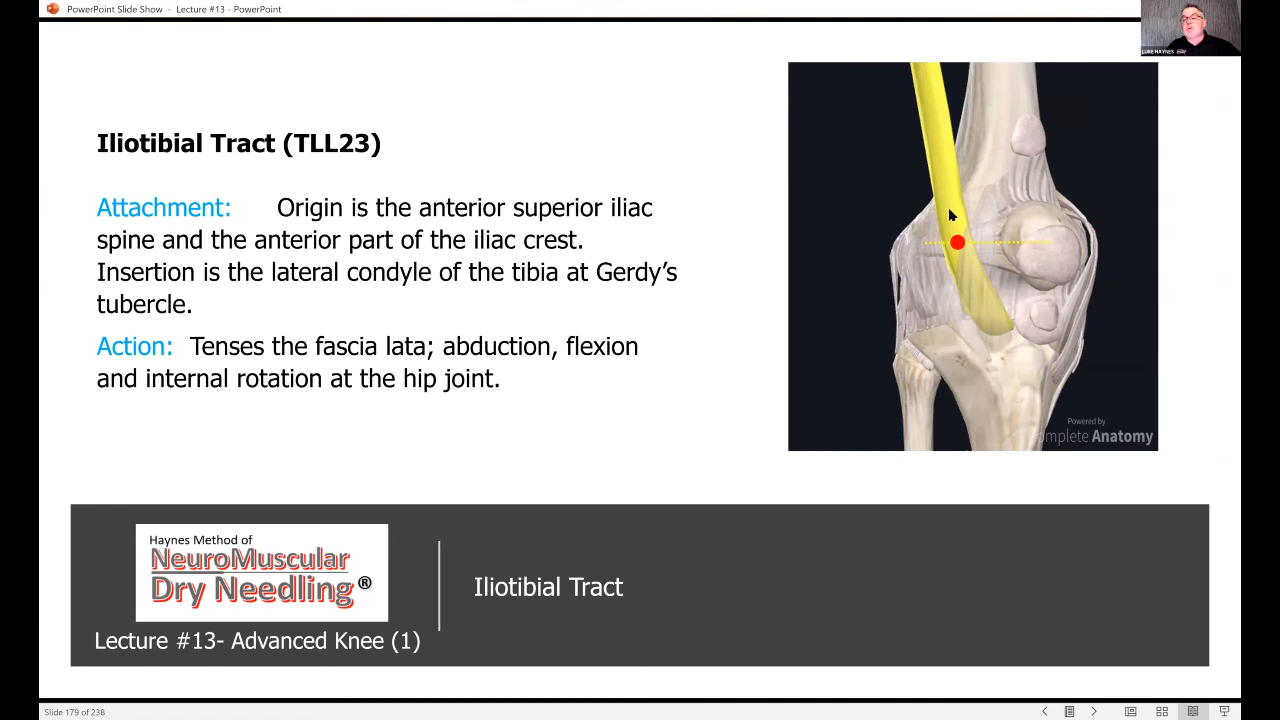 PowerPoint Slide Show - Lecture #13 - PowerPoint
LUKE HAYNES
Iliotibial Tract (TLL23)
Attachment: Origin is the anterior superior iliac
spine and the anterior part of the iliac crest.
Insertion is the lateral condyle of the tibia at Gerdy’s
tubercle.
Action: Tenses the fascia lata; abduction, flexion
and internal rotation at the hip joint.
Powered by
omplete Anatomy
Haynes Method of
NeuroMuscular
Dry Needling®
Lecture #13- Advanced Knee (1)
Iliotibial Tract
Slide 179 of 238